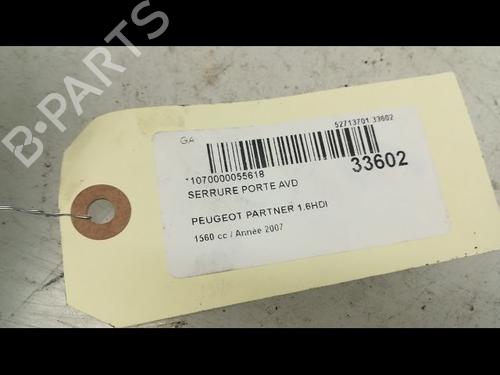 B-PARTS
GA
52713701 33602
*1070000055618
33602
SERRURE PORTE AVD
PEUGEOT PARTNER 1.6HDI
1560 cc / Année 2007